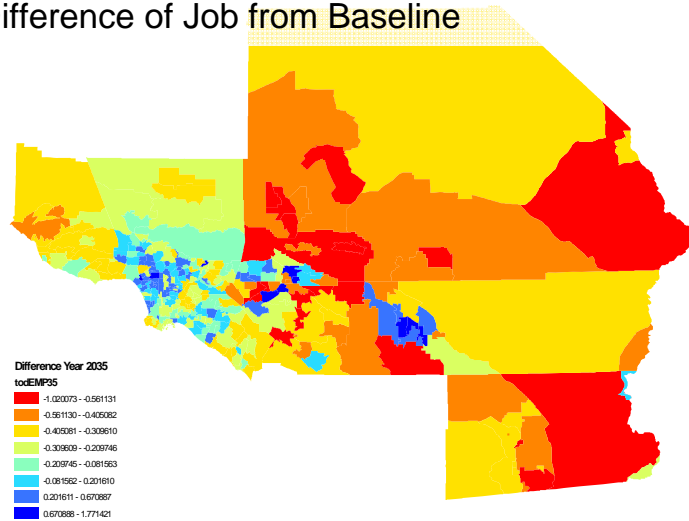 ifference of Job from Baseline
Difference Year 2035
todEMP35
-1.020073 - -0.561131
-0.561130 - -0.405082
-0.405081 - -0.309610
-0.309609 - -0.209746
-0.209745 - -0.081563
-0.081562 - 0.201610
0.201611 - 0.670887
0.670888 - 1.771421